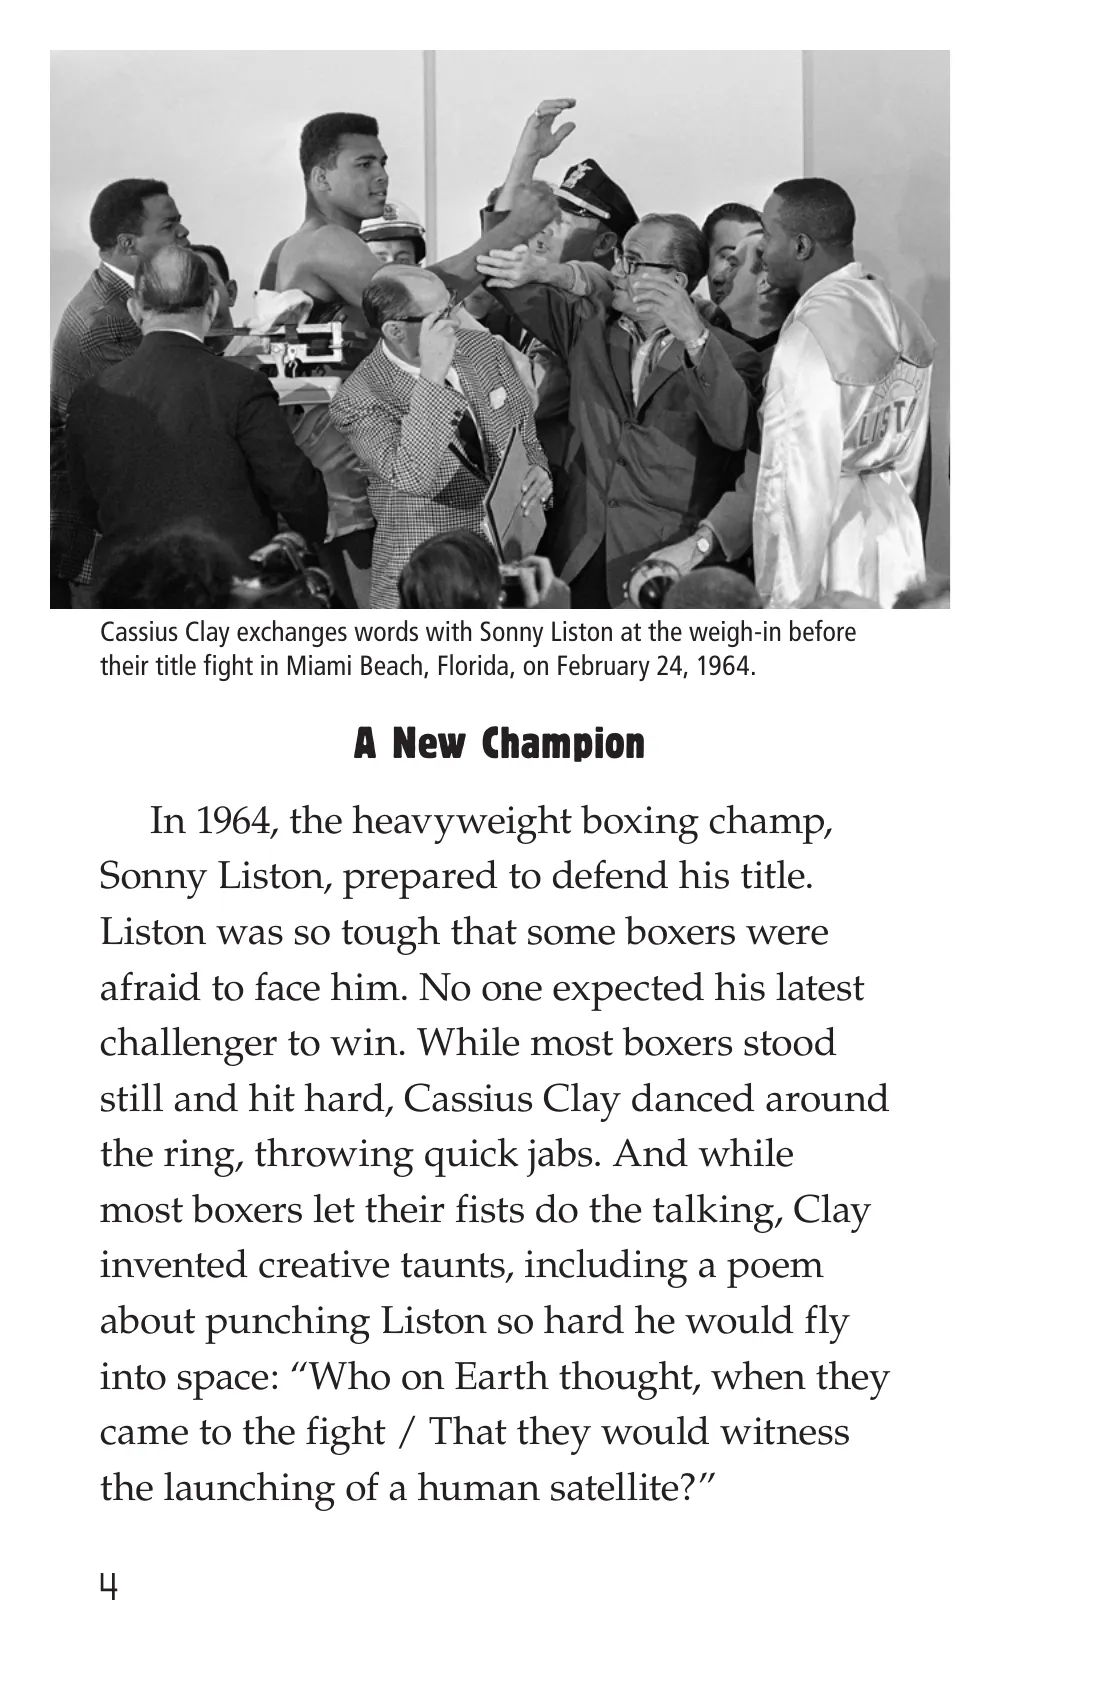 LIST
Cassius Clay exchanges words with Sonny Liston at the weigh-in before
their title fight in Miami Beach, Florida, on February 24, 1964.
A New Champion
In 1964, the heavyweight boxing champ,
Sonny Liston, prepared to defend his title.
Liston was so tough that some boxers were
afraid to face him. No one expected his latest
challenger to win. While most boxers stood
still and hit hard, Cassius Clay danced around
the ring, throwing quick jabs. And while
most boxers let their fists do the talking, Clay
invented creative taunts, including a poem
about punching Liston so hard he would fly
into space: “Who on Earth thought, when they
came to the fight / That they would witness
the launching of a human satellite?”
4